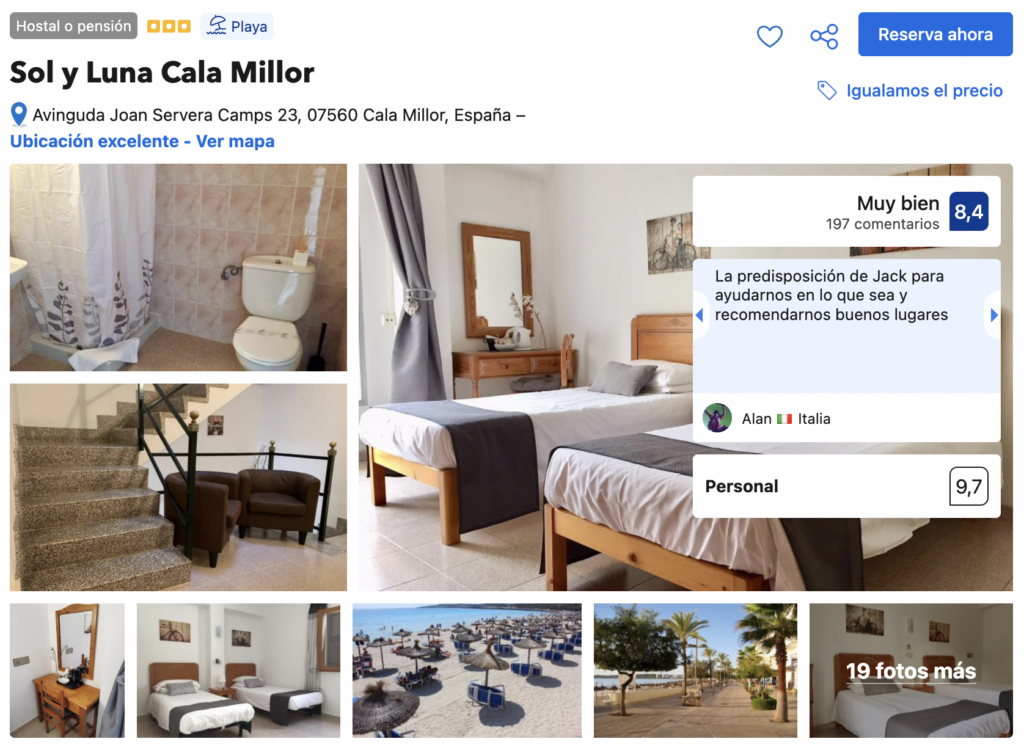 Hostal o pensión
Playa
Reserva ahora
Sol y Luna Cala Millor
Igualamos el precio
Avinguda Joan Servera Camps 23, 07560 Cala Millor, España –
Ubicación excelente - Ver mapa
Muy bien
197 comentarios
8,4
La predisposición de Jack para
ayudarnos en lo que sea y
recomendarnos buenos lugares
Alan Italia
Personal
9,7
19 fotos más